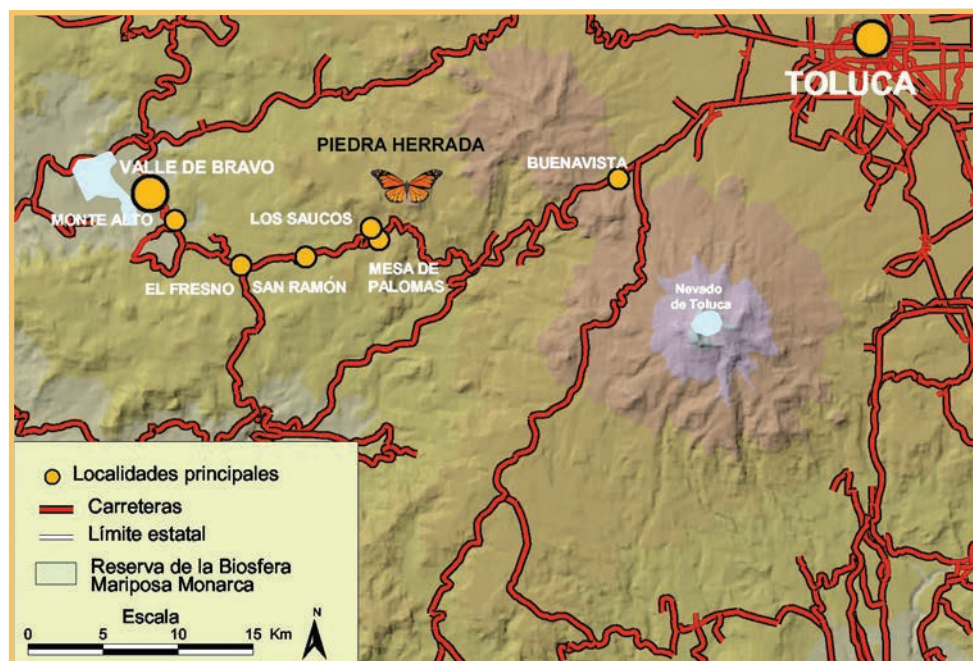 TOLUCA
PIEDRA HERRADA
BUENAVISTA
VALLE DE BRAVO
MONTE ALTO
LOS SAUCOS
EL FRESNO
SAN RAMÓN
MESA DE
PALOMAS
Nevado
de Toluca
Localidades principales
Carreteras
Límite estatal
Reserva de la Biosfera
Mariposa Monarca
Escala
N
0 5 10 15 Km